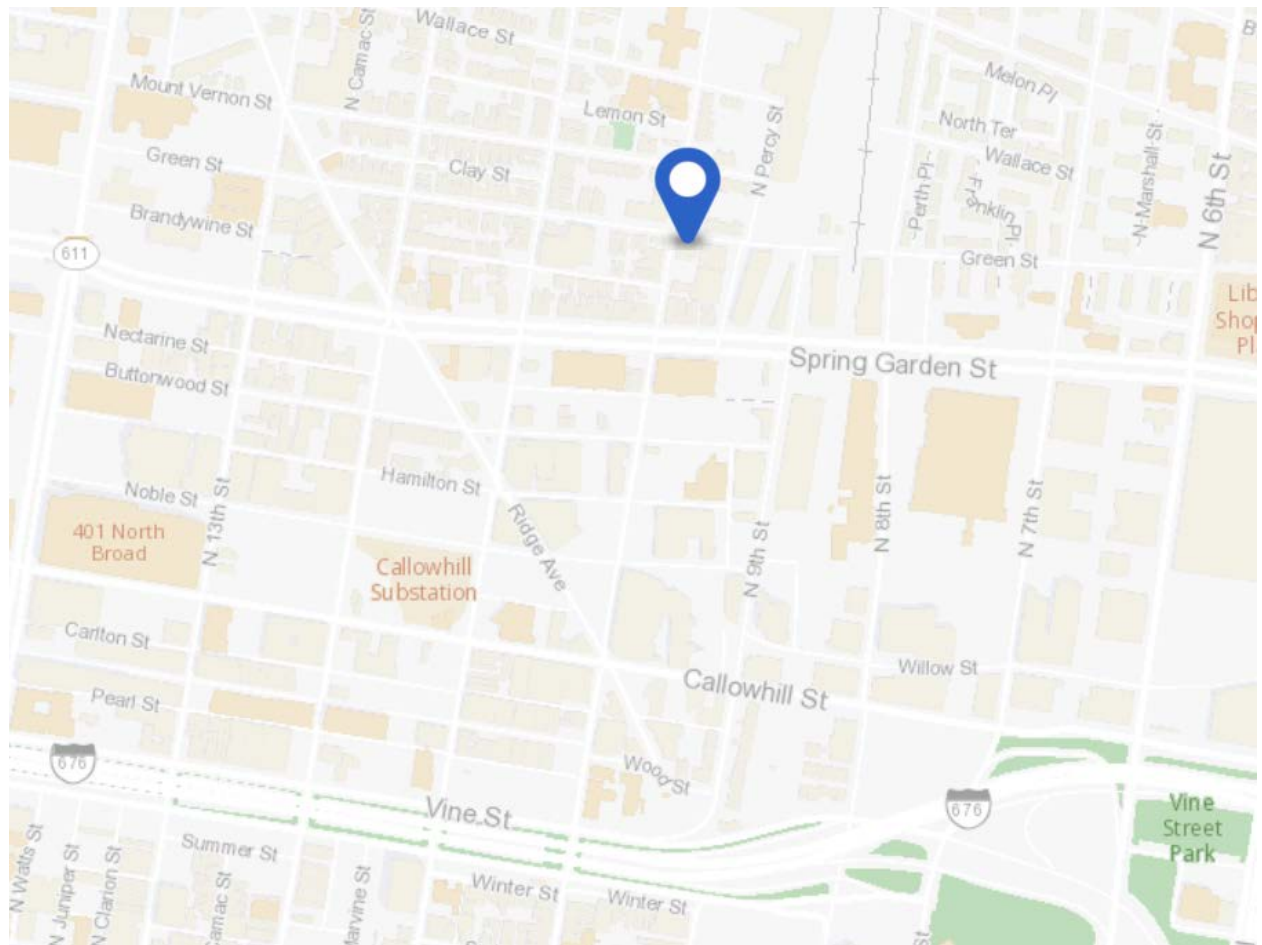 Wallace St
N Camac St
Mount Vernon St
Lemon St
N Percy St
Melon Pl
North Ter
Wallace St
N Marshall St
N 6th St
B
Green St
Clay St
Perth Pl
Franklin Pl
Brandywine St
611
Green St
Lib
Shop
Pl
Nectarine St
Spring Garden St
Buttonwood St
Hamilton St
Noble St
N 13th St
Ridge Ave
N 9th St
N 8th St
N 7th St
401 North
Broad
Callowhill
Substation
Carlton St
Willow St
Callowhill St
Pearl St
676
Wood St
Vine St
676
Vine
Street
Park
Summer St
N Watts St
N Juniper St
N Clarion St
Camac St
Marvine St
Winter St
Winter St